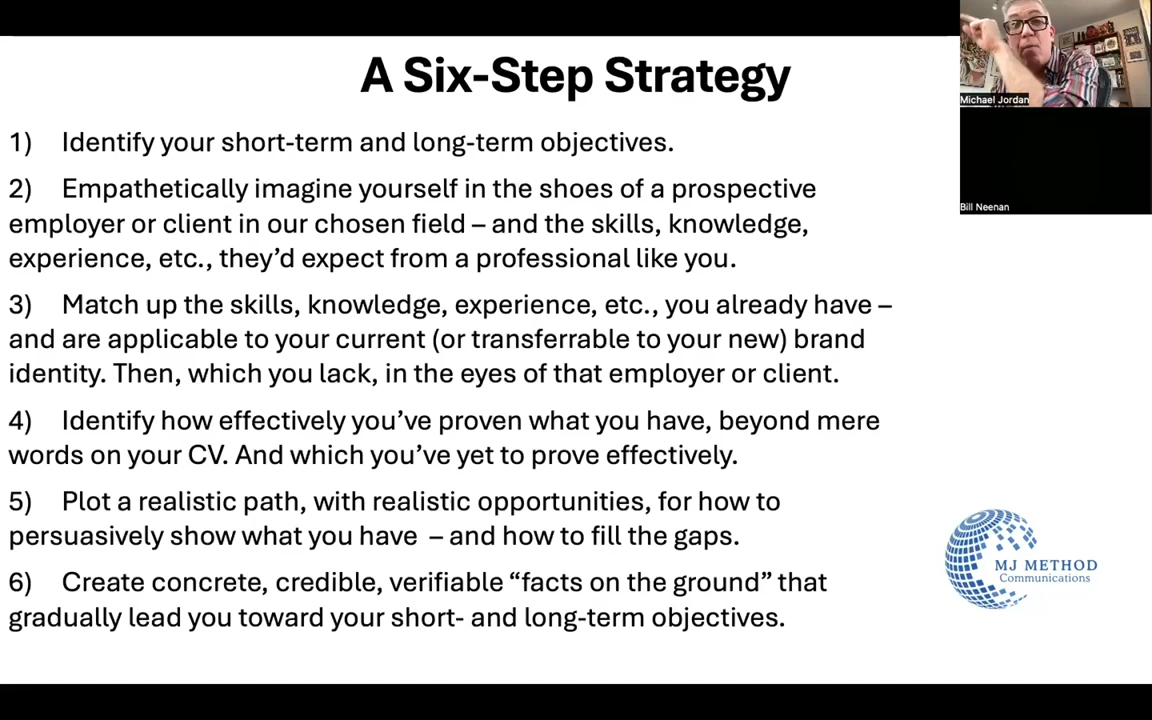 A Six-Step Strategy
1) Identify your short-term and long-term objectives.
2) Empathetically imagine yourself in the shoes of a prospective
employer or client in our chosen field – and the skills, knowledge,
experience, etc., they’d expect from a professional like you.
3) Match up the skills, knowledge, experience, etc., you already have –
and are applicable to your current (or transferrable to your new) brand
identity. Then, which you lack, in the eyes of that employer or client.
4) Identify how effectively you’ve proven what you have, beyond mere
words on your CV. And which you’ve yet to prove effectively.
5) Plot a realistic path, with realistic opportunities, for how to
persuasively show what you have – and how to fill the gaps.
6) Create concrete, credible, verifiable “facts on the ground” that
gradually lead you toward your short- and long-term objectives.
Michael Jordan
Bill Neenan
MJ METHOD
Communications